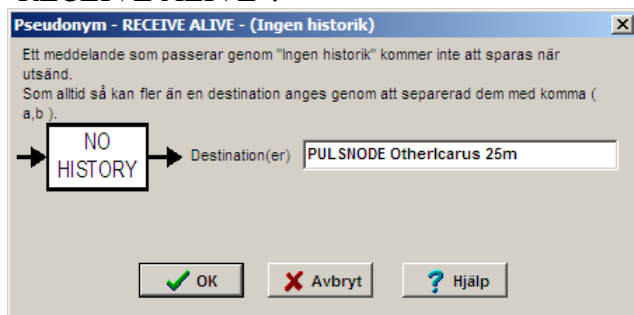 Pseudonym - RECEIVE ALIVE - (Ingen historik)
Ett meddelande som passerar genom "Ingen historik" kommer inte att sparas när
utsänd.
Som alltid så kan fler än en destination anges genom att separerad dem med komma (
a,b ).
NO
HISTORY
Destination(er)
PULSNODE OtherIcarus 25m
OK
Avbryt
Hjälp